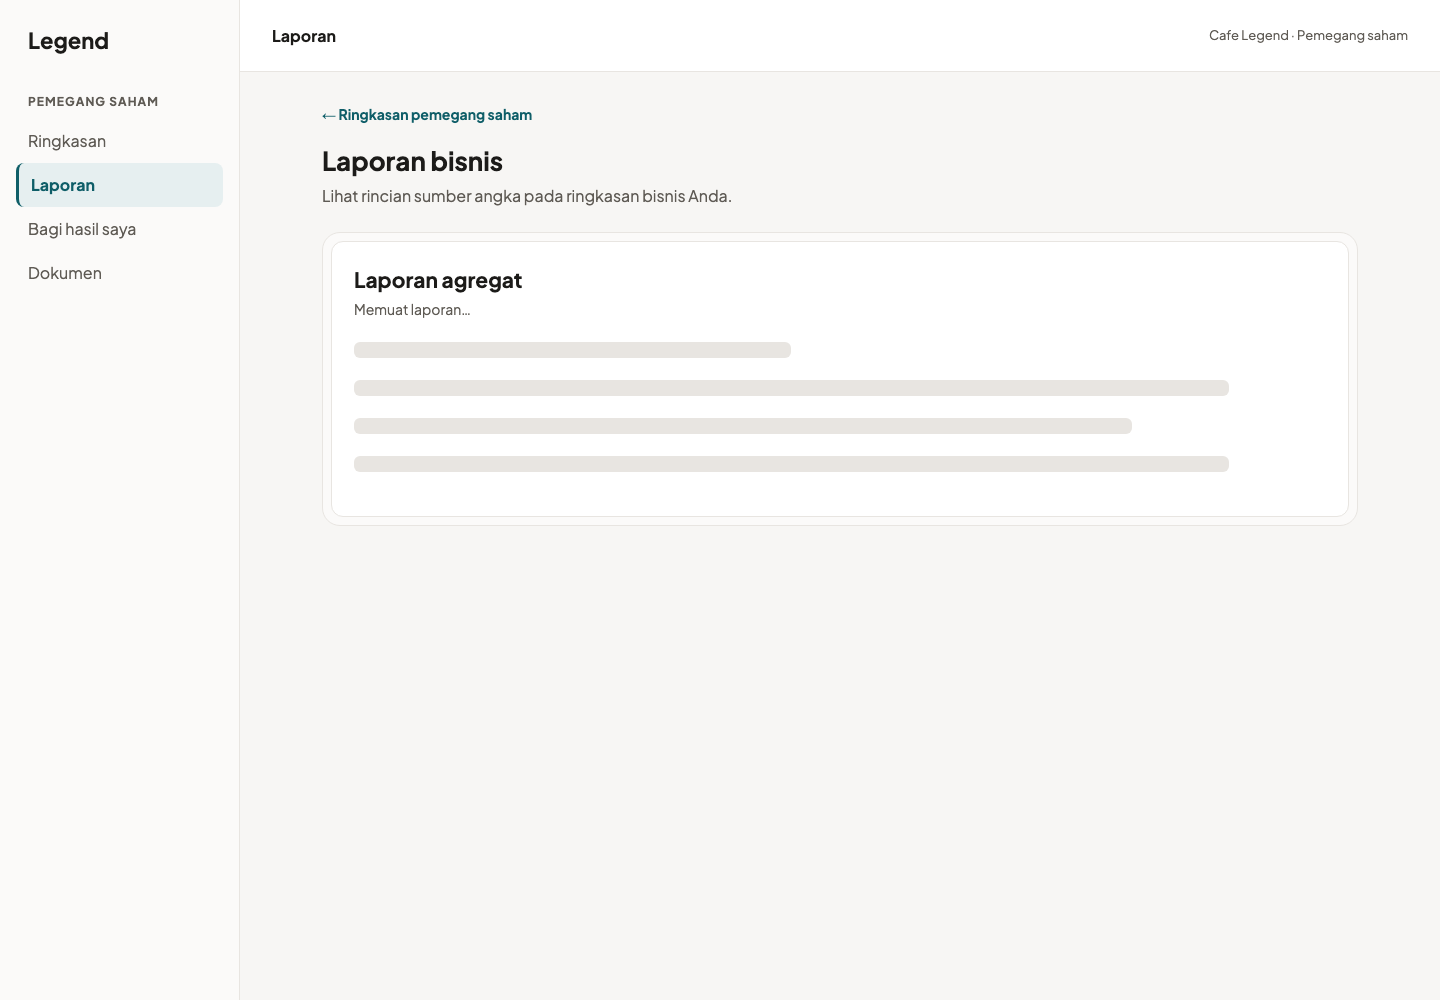 Legend
PEMEGANG SAHAM
Ringkasan
Laporan
Bagi hasil saya
Dokumen
Laporan
Cafe Legend · Pemegang saham
← Ringkasan pemegang saham
Laporan bisnis
Lihat rincian sumber angka pada ringkasan bisnis Anda.
Laporan agregat
Memuat laporan…